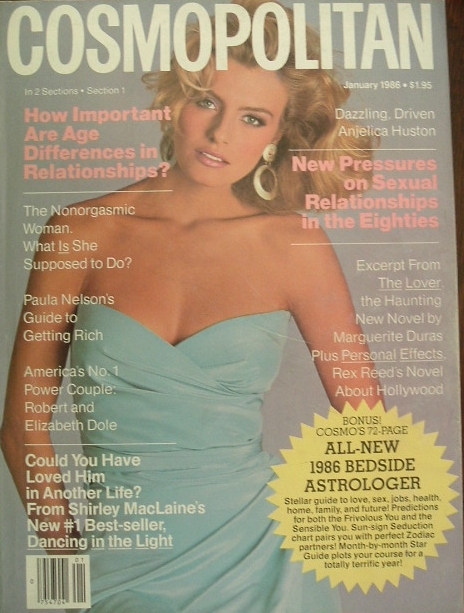 COSMOPOLITAN
In 2 Sections • Section 1
January 1986 • $1.95
How Important
Are Age
Differences in
Relationships?
The Nonorgasmic
Woman.
What Is She
Supposed to Do?
Paula Nelson's
Guide to
Getting Rich
America's No. 1
Power Couple:
Robert and
Elizabeth Dole
Could You Have
Loved Him
in Another Life?
From Shirley MacLaine's
New #1 Best-seller,
Dancing in the Light
Dazzling, Driven
Anjelica Huston
New Pressures
on Sexual
Relationships
in the Eighties
Excerpt From
The Lover,
the Haunting
New Novel by
Marguerite Duras
Plus Personal Effects,
Rex Reed's Novel
About Hollywood
BONUS!
COSMO'S 72-PAGE
ALL-NEW
1986 BEDSIDE
ASTROLOGER
Stellar guide to love, sex, jobs, health,
home, family, and future! Predictions
for both the Frivolous You and the
Sensible You. Sun-sign Seduction
chart pairs you with perfect Zodiac
partners! Month-by-month Star
Guide plots your course for a
totally terrific year!
01
0